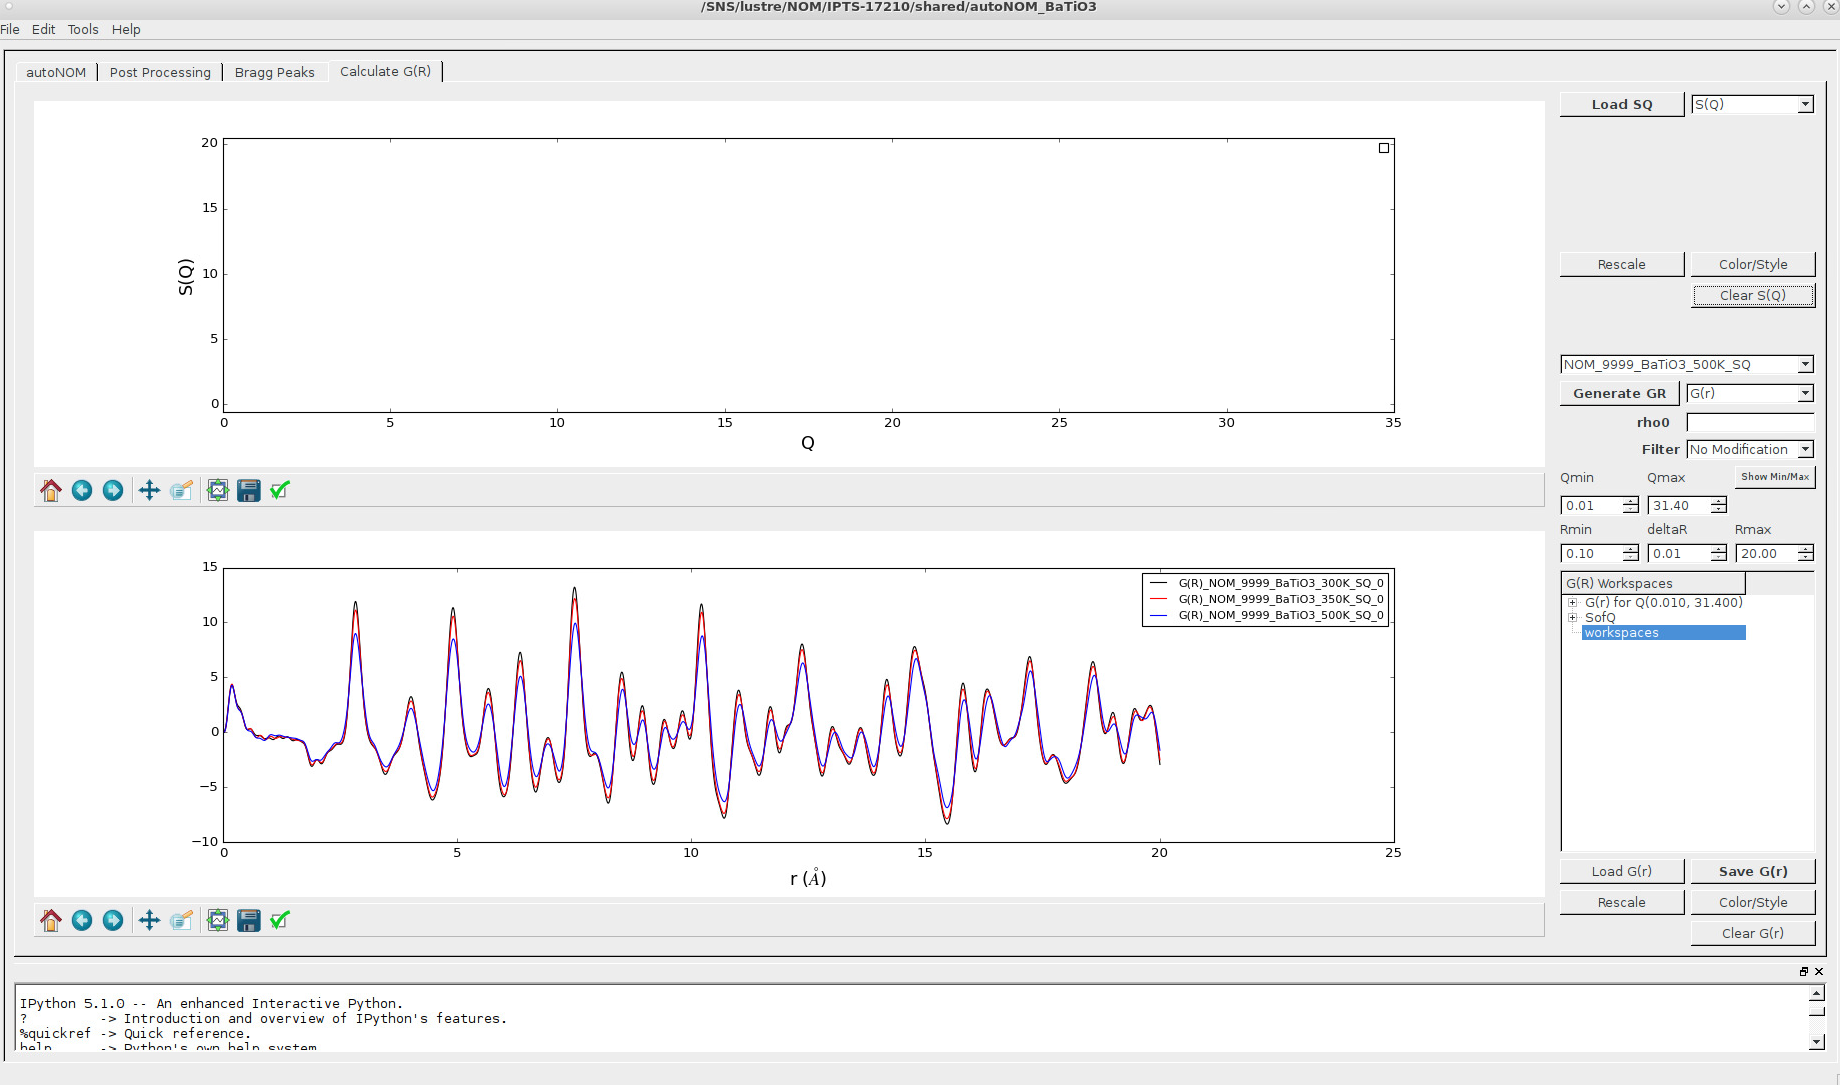 /SNS/lustre/NOM/IPTS-17210/shared/autoNOM_BaTiO3
File Edit Tools Help
autoNOM Post Processing Bragg Peaks Calculate G(R)
Load SQ S(Q)
20
15
10
5
0
S(Q)
0 5 10 15 20 25 30 35
Q
Rescale Color/Style
Clear S(Q)
NOM_9999_BaTiO3_500K_SQ
Generate GR G(r)
rho0
Filter No Modification
Qmin Qmax Show Min/Max
0.01 31.40
Rmin deltaR Rmax
0.10 0.01 20.00
G(R) Workspaces
G(r) for Q(0.010, 31.400)
SofQ
workspaces
15
10
5
0
−5
−10
G(R)_NOM_9999_BaTiO3_300K_SQ_0
G(R)_NOM_9999_BaTiO3_350K_SQ_0
G(R)_NOM_9999_BaTiO3_500K_SQ_0
0 5 10 15 20 25
r (Å)
Load G(r) Save G(r)
Rescale Color/Style
Clear G(r)
IPython 5.1.0 -- An enhanced Interactive Python.
? -> Introduction and overview of IPython's features.
%quickref -> Quick reference.
help -> Python's own help system